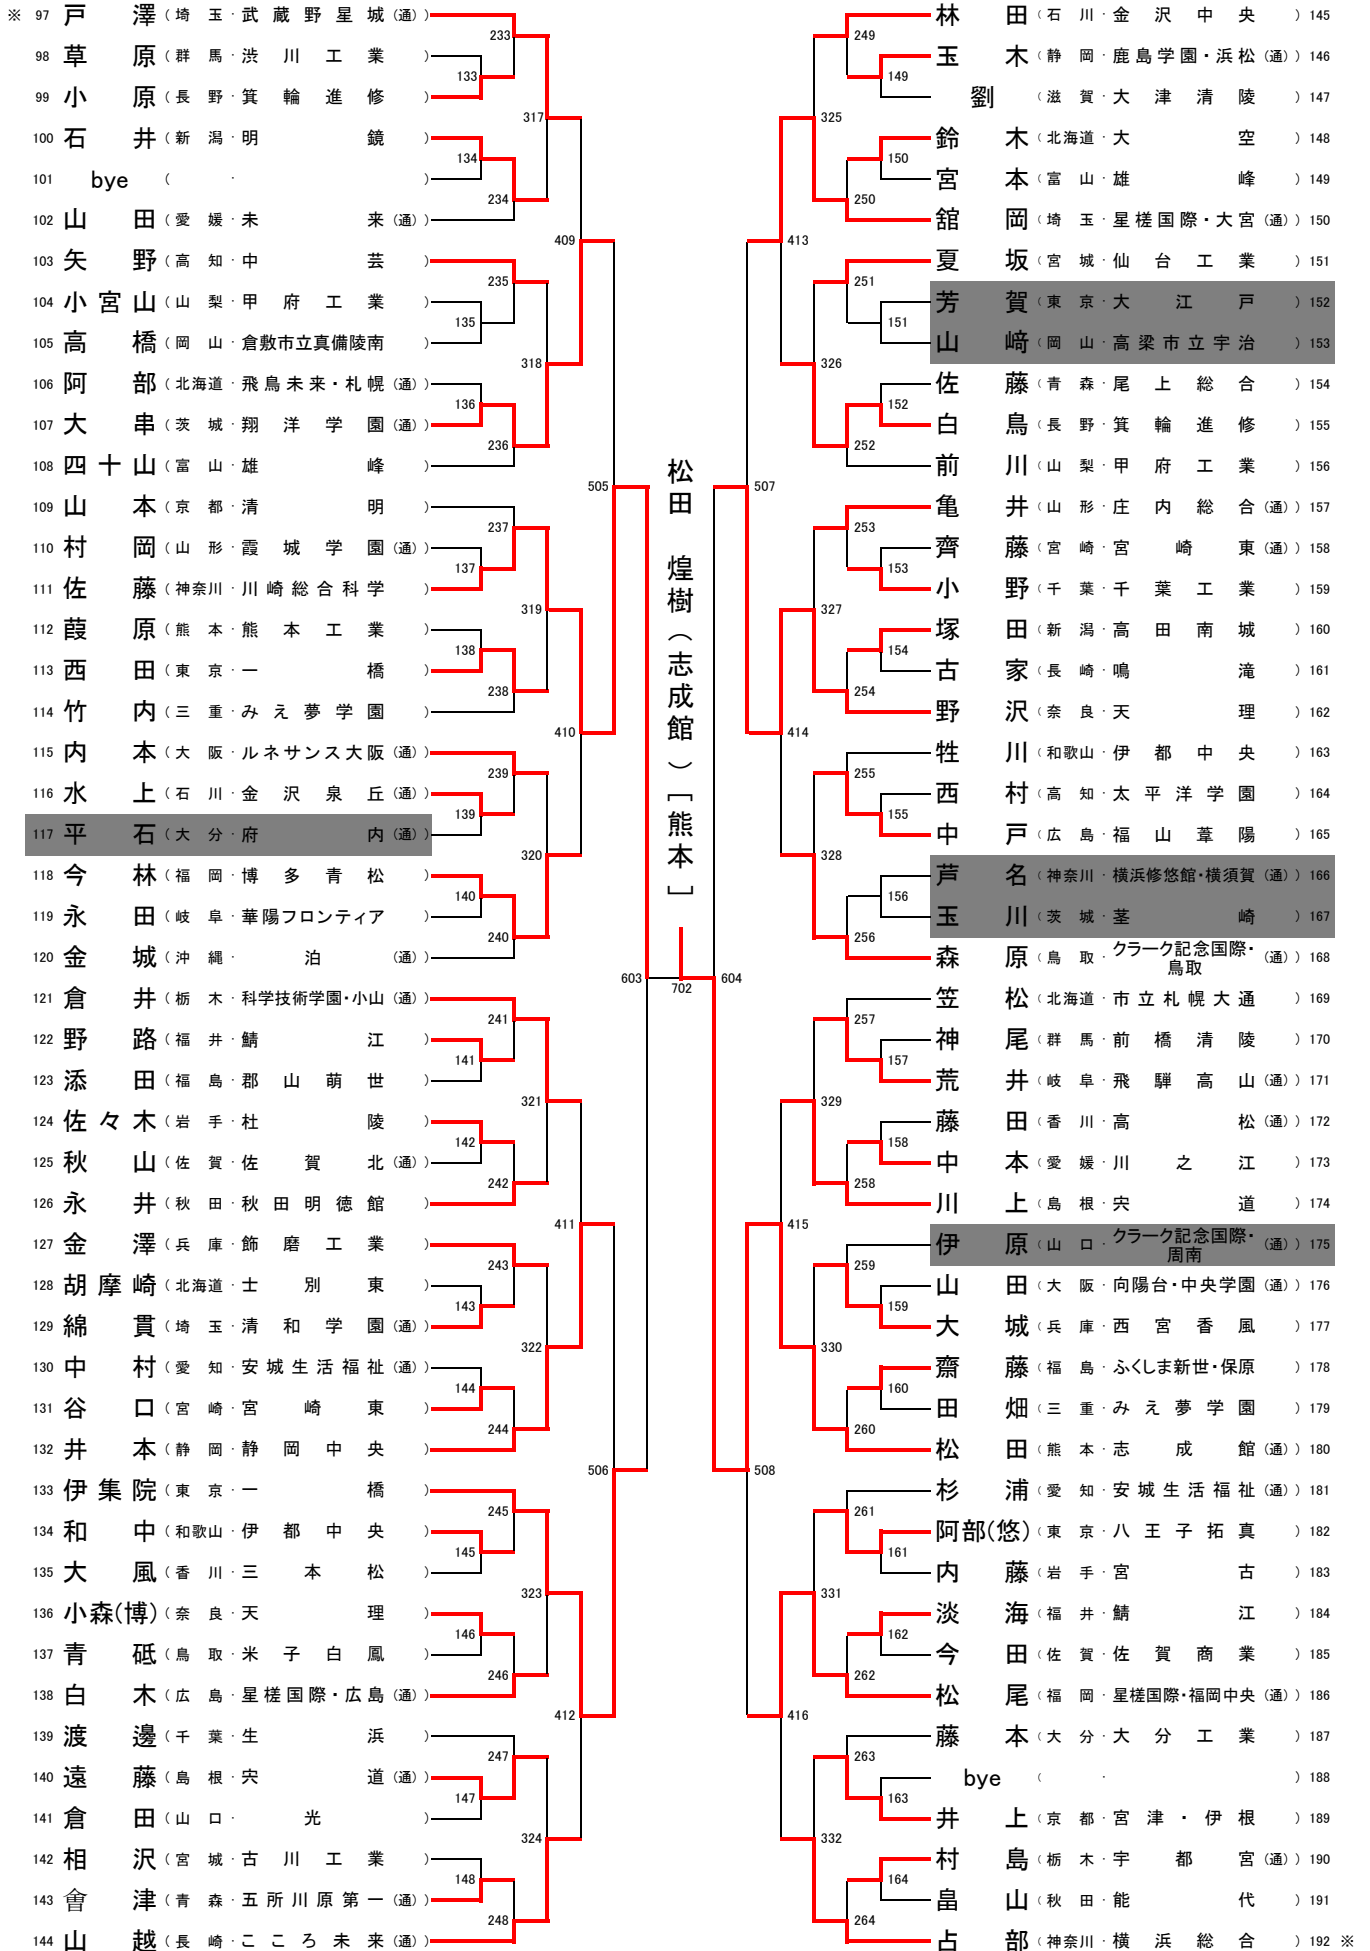 ※ 97 戸澤 (埼玉・武蔵野星城(通))
98 草原 (群馬・渋川工業)
99 小原 (長野・箕輪進修)
100 石井 (新潟・明鏡)
101 bye (・)
102 山田 (愛媛・未来(通))
103 矢野 (高知・中芸)
104 小宮山 (山梨・甲府工業)
105 高橋 (岡山・倉敷市立真備陵南)
106 阿部 (北海道・飛鳥未来・札幌(通))
107 大串 (茨城・翔洋学園(通))
108 四十山 (富山・雄峰)
109 山本 (京都・清明)
110 村岡 (山形・霞城学園(通))
111 佐藤 (神奈川・川崎総合科学)
112 葭原 (熊本・熊本工業)
113 西田 (東京・一橋)
114 竹内 (三重・みえ夢学園)
115 内本 (大阪・ルネサンス大阪(通))
116 水上 (石川・金沢泉丘(通))
117 平石 (大分・府内(通))
118 今林 (福岡・博多青松)
119 永田 (岐阜・華陽フロンティア)
120 金城 (沖縄・泊(通))
121 倉井 (栃木・科学技術学園・小山(通))
122 野路 (福井・鯖江)
123 添田 (福島・郡山萌世)
124 佐々木 (岩手・杜陵)
125 秋山 (佐賀・佐賀北(通))
126 永井 (秋田・秋田明徳館)
127 金澤 (兵庫・飾磨工業)
128 胡摩崎 (北海道・士別東)
129 綿貫 (埼玉・清和学園(通))
130 中村 (愛知・安城生活福祉(通))
131 谷口 (宮崎・宮崎東)
132 井本 (静岡・静岡中央)
133 伊集院 (東京・一橋)
134 和中 (和歌山・伊都中央)
135 大風 (香川・三本松)
136 小森(博) (奈良・天理)
137 青砥 (鳥取・米子白鳳)
138 白木 (広島・星槎国際・広島(通))
139 渡邊 (千葉・生浜)
140 遠藤 (島根・宍道(通))
141 倉田 (山口・光)
142 相沢 (宮城・古川工業)
143 會津 (青森・五所川原第一(通))
144 山越 (長崎・こころ未来(通))
133
134
135
136
137
138
139
140
141
142
143
144
145
146
147
148
233
234
235
236
237
238
239
240
241
242
243
244
245
246
247
248
317
318
319
320
321
322
323
324
409
410
411
412
505
506
603
松田 煌樹(志成館)[熊本]
702
604
507
508
413
414
415
416
325
326
327
328
329
330
331
332
249
250
251
252
253
254
255
256
257
258
259
260
261
262
263
264
149
150
151
152
153
154
155
156
157
158
159
160
161
162
163
164
林田 (石川・金沢中央) 145
玉木 (静岡・鹿島学園・浜松(通)) 146
劉 (滋賀・大津清陵) 147
鈴木 (北海道・大空) 148
宮本 (富山・雄峰) 149
舘岡 (埼玉・星槎国際・大宮(通)) 150
夏坂 (宮城・仙台工業) 151
芳賀 (東京・大江戸) 152
山﨑 (岡山・高梁市立宇治) 153
佐藤 (青森・尾上総合) 154
白鳥 (長野・箕輪進修) 155
前川 (山梨・甲府工業) 156
亀井 (山形・庄内総合(通)) 157
齊藤 (宮崎・宮崎東(通)) 158
小野 (千葉・千葉工業) 159
塚田 (新潟・高田南城) 160
古家 (長崎・鳴滝) 161
野沢 (奈良・天理) 162
牲川 (和歌山・伊都中央) 163
西村 (高知・太平洋学園) 164
中戸 (広島・福山葦陽) 165
芦名 (神奈川・横浜修悠館・横須賀(通)) 166
玉川 (茨城・茎崎) 167
森原 (鳥取・クラーク記念国際・鳥取(通)) 168
笠松 (北海道・市立札幌大通) 169
神尾 (群馬・前橋清陵) 170
荒井 (岐阜・飛騨高山(通)) 171
藤田 (香川・高松(通)) 172
中本 (愛媛・川之江) 173
川上 (島根・宍道) 174
伊原 (山口・クラーク記念国際・周南(通)) 175
山田 (大阪・向陽台・中央学園(通)) 176
大城 (兵庫・西宮香風) 177
齋藤 (福島・ふくしま新世・保原) 178
田畑 (三重・みえ夢学園) 179
松田 (熊本・志成館(通)) 180
杉浦 (愛知・安城生活福祉(通)) 181
阿部(悠) (東京・八王子拓真) 182
内藤 (岩手・宮古) 183
淡海 (福井・鯖江) 184
今田 (佐賀・佐賀商業) 185
松尾 (福岡・星槎国際・福岡中央(通)) 186
藤本 (大分・大分工業) 187
bye (・) 188
井上 (京都・宮津・伊根) 189
村島 (栃木・宇都宮(通)) 190
畠山 (秋田・能代) 191
占部 (神奈川・横浜総合) 192 ※